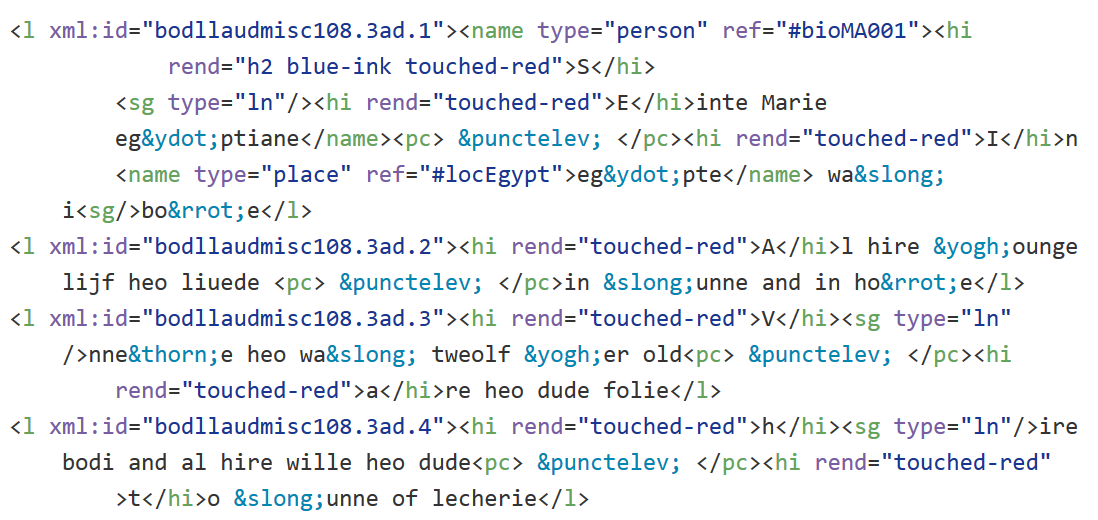 <l xml:id="bodllaudmisc108.3ad.1"><name type="person" ref="#bioMA001"><hi
rend="h2 blue-ink touched-red">S</hi>
<sg type="ln"/><hi rend="touched-red">E</hi>inte Marie
eg&ydot;ptiane</name><pc> &punctelev; </pc><hi rend="touched-red">I</hi>n
<name type="place" ref="#locEgypt">eg&ydot;pte</name> wa&slong;
i<sg/>bo&rrot;e</l>
<l xml:id="bodllaudmisc108.3ad.2"><hi rend="touched-red">A</hi>l hire &yogh;ounge
lijf heo liuede <pc> &punctelev; </pc>in &slong;unne and in ho&rrot;e</l>
<l xml:id="bodllaudmisc108.3ad.3"><hi rend="touched-red">V</hi><sg type="ln"
/>nne&thorn;e heo wa&slong; tweolf &yogh;er old<pc> &punctelev; </pc><hi
rend="touched-red">a</hi>re heo dude folie</l>
<l xml:id="bodllaudmisc108.3ad.4"><hi rend="touched-red">h</hi><sg type="ln"/>ire
bodi and al hire wille heo dude<pc> &punctelev; </pc><hi rend="touched-red"
>t</hi>o &slong;unne of lecherie</l>